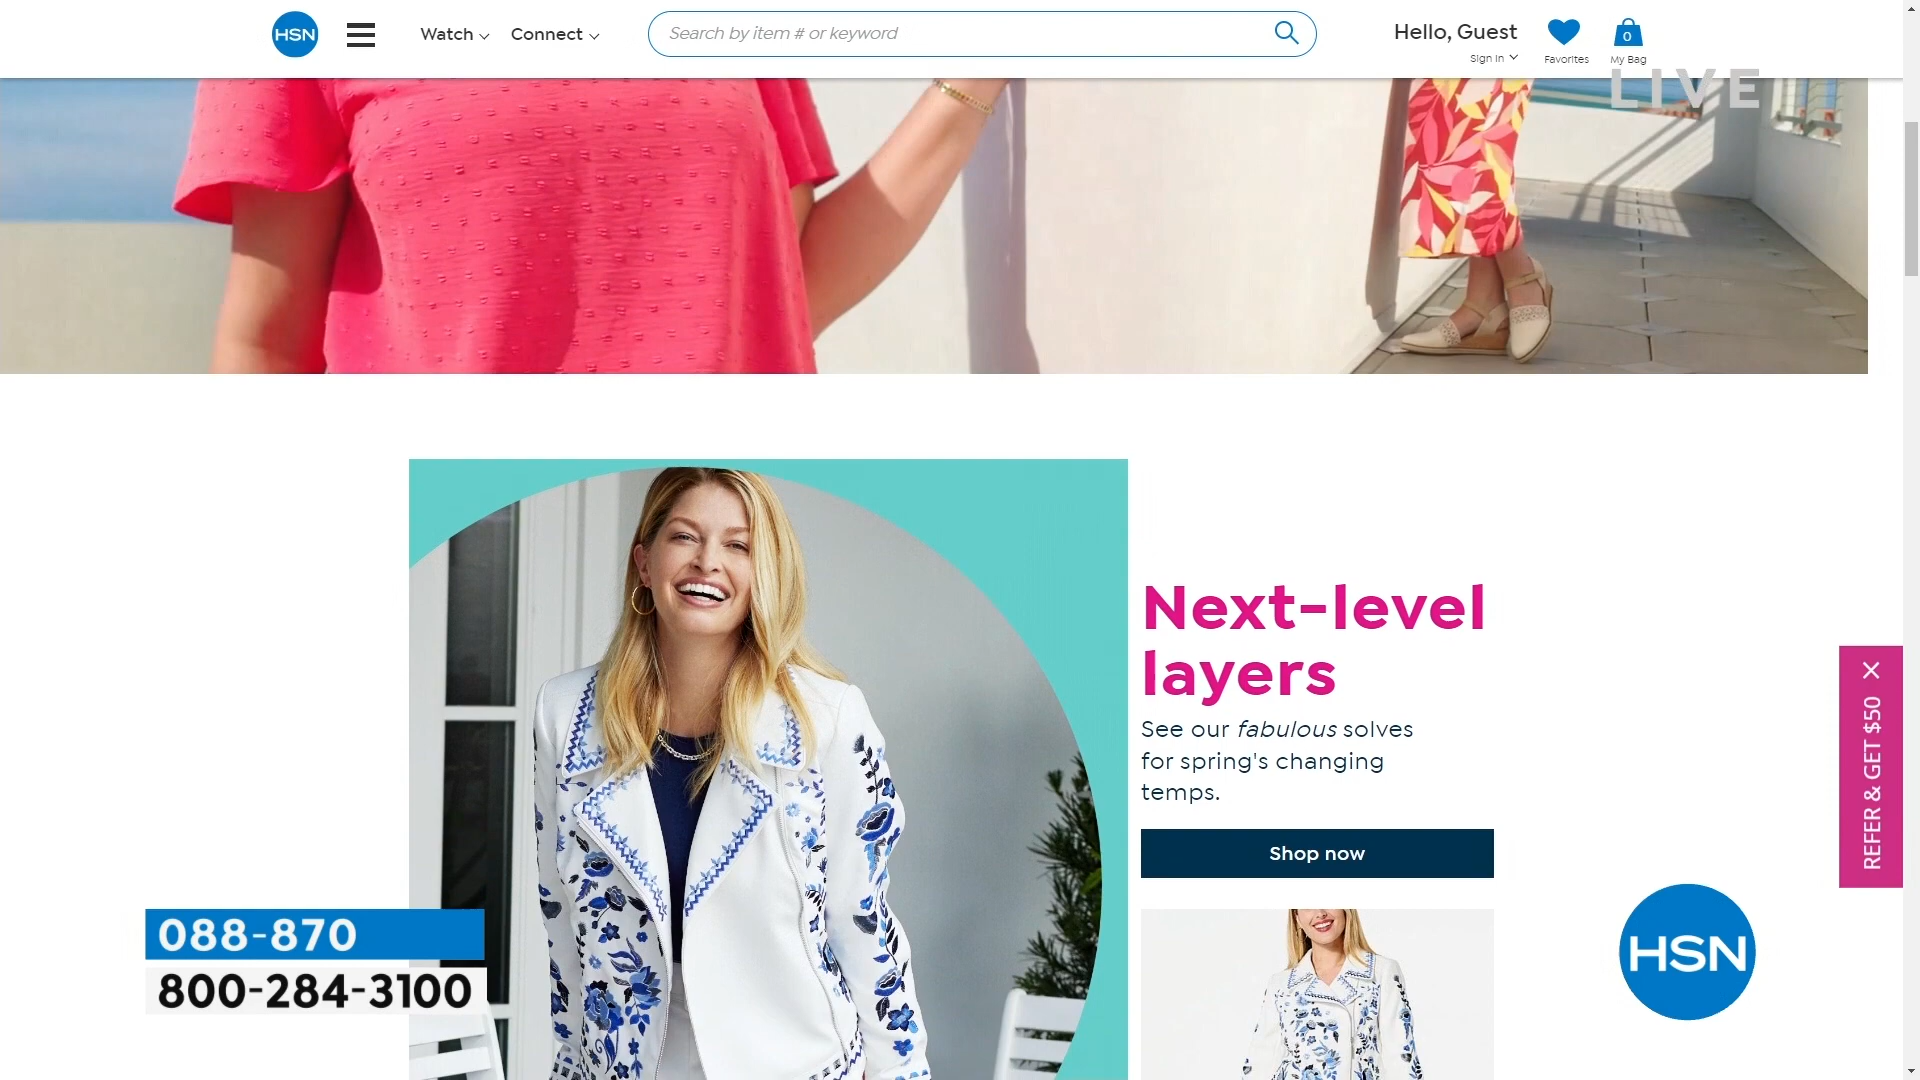 HSN
Watch
Connect
Search by item # or keyword
Hello, Guest
Sign in
Favorites
0
My Bag
LIVE
Next-level
layers
See our fabulous solves
for spring's changing
temps.
Shop now
REFER & GET $50
088-870
800-284-3100
HSN